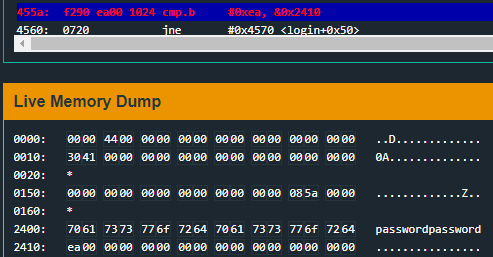 455a:  f290 ea00 1024 cmp.b   #0xea, &0x2410
4560:  0720           jne     #0x4570 <login+0x50>
Live Memory Dump
0000:  0000 4400 0000 0000 0000 0000 0000 0000  ..D.............
0010:  3041 0000 0000 0000 0000 0000 0000 0000  0A..............
0020:  *
0150:  0000 0000 0000 0000 0000 0000 085a 0000  .............Z..
0160:  *
2400:  7061 7373 776f 7264 7061 7373 776f 7264  passwordpassword
2410:  ea00 0000 0000 0000 0000 0000 0000 0000  ................